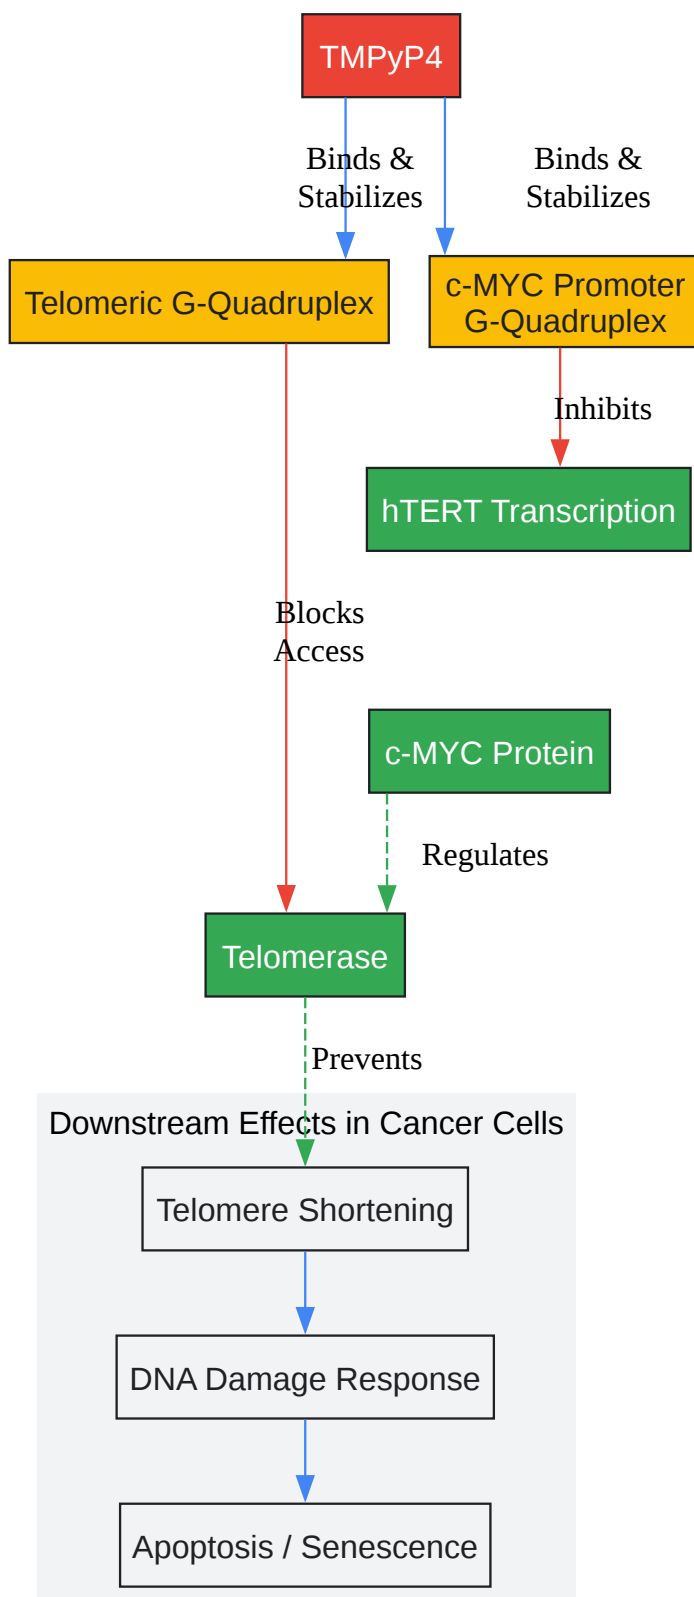 TMPyP4
Binds &
Stabilizes
Binds &
Stabilizes
Telomeric G-Quadruplex
c-MYC Promoter
G-Quadruplex
Inhibits
hTERT Transcription
Blocks
Access
c-MYC Protein
Regulates
Telomerase
Prevents
Downstream Effects in Cancer Cells
Telomere Shortening
DNA Damage Response
Apoptosis / Senescence